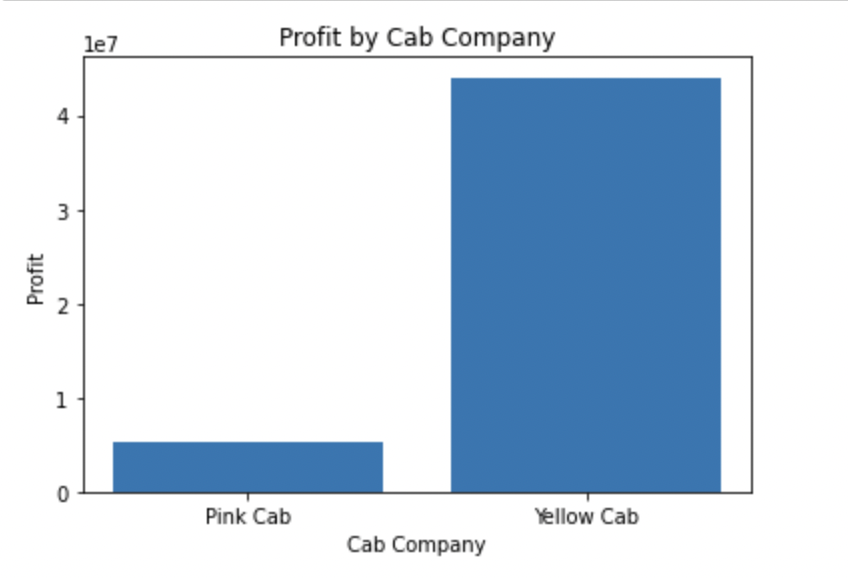 Profit by Cab Company
1e7
4
3
2
1
0
Profit
Pink Cab
Yellow Cab
Cab Company